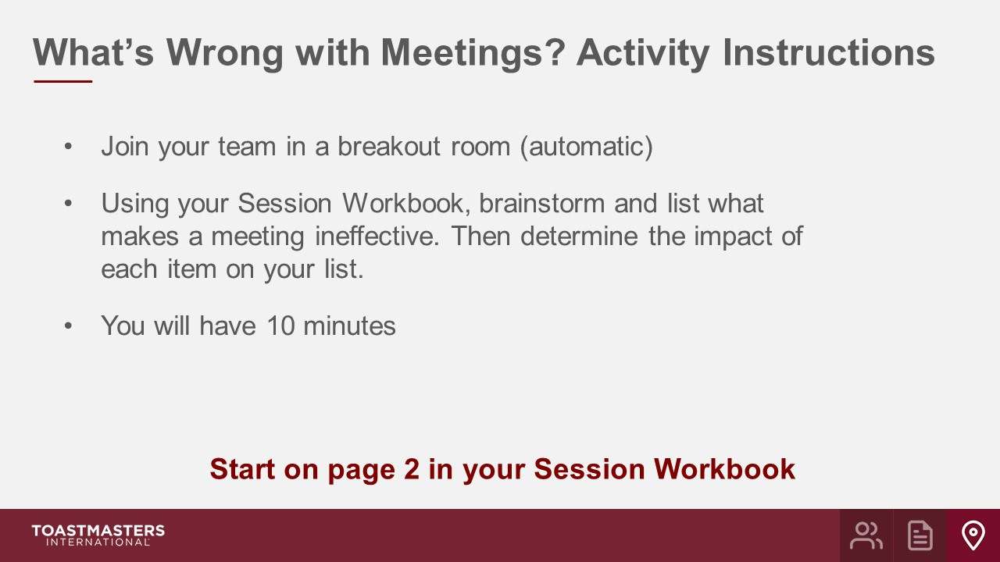 What’s Wrong with Meetings? Activity Instructions
• Join your team in a breakout room (automatic)
• Using your Session Workbook, brainstorm and list what
makes a meeting ineffective. Then determine the impact of
each item on your list.
• You will have 10 minutes
Start on page 2 in your Session Workbook
TOASTMASTERS
INTERNATIONAL